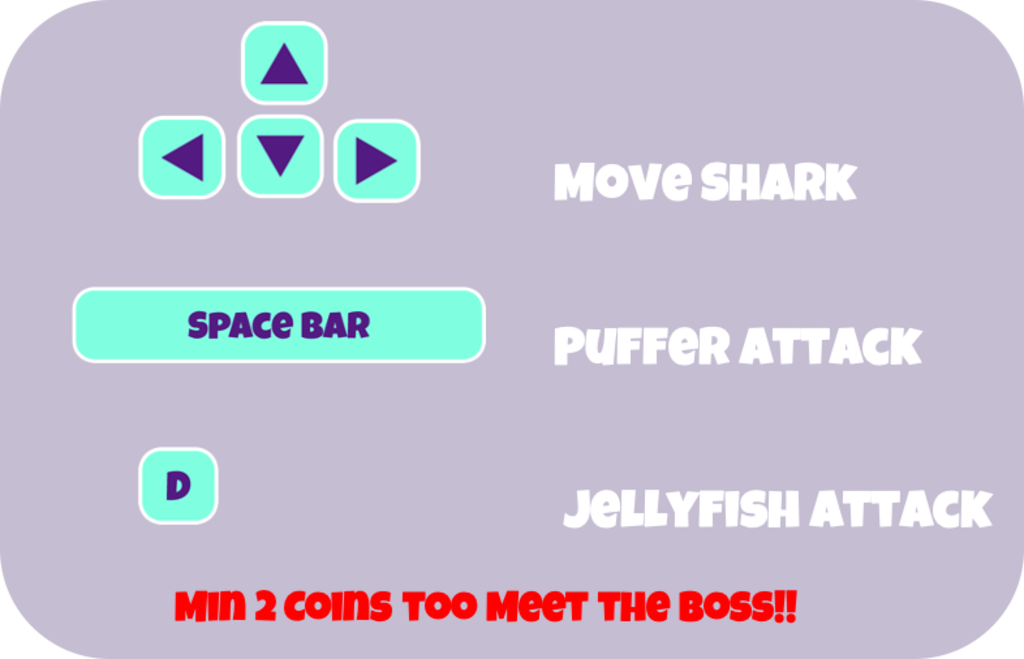 Move Shark
Space Bar
Puffer Attack
D
Jellyfish Attack
Min 2 coins too meet the boss!!